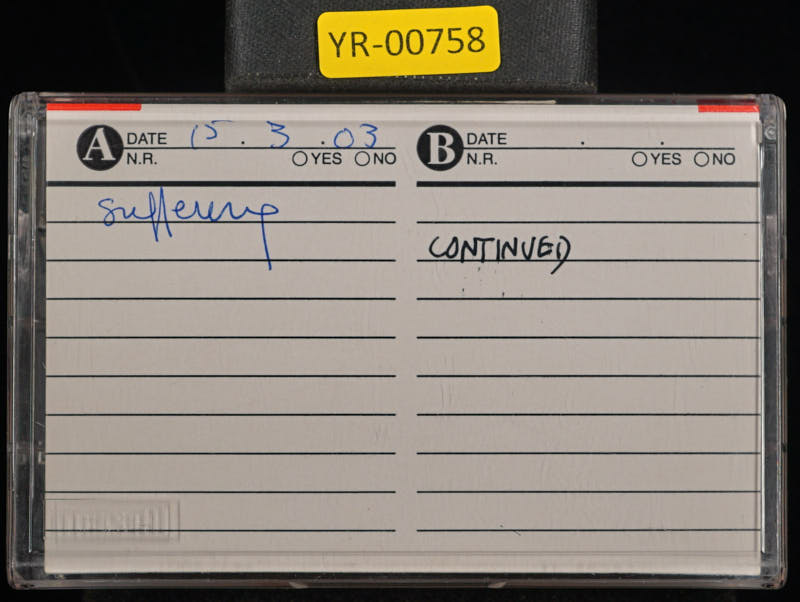 YR-00758
A DATE 15 . 3 . 03
N.R. YES NO
suffering
B DATE . .
N.R. YES NO
CONTINUED